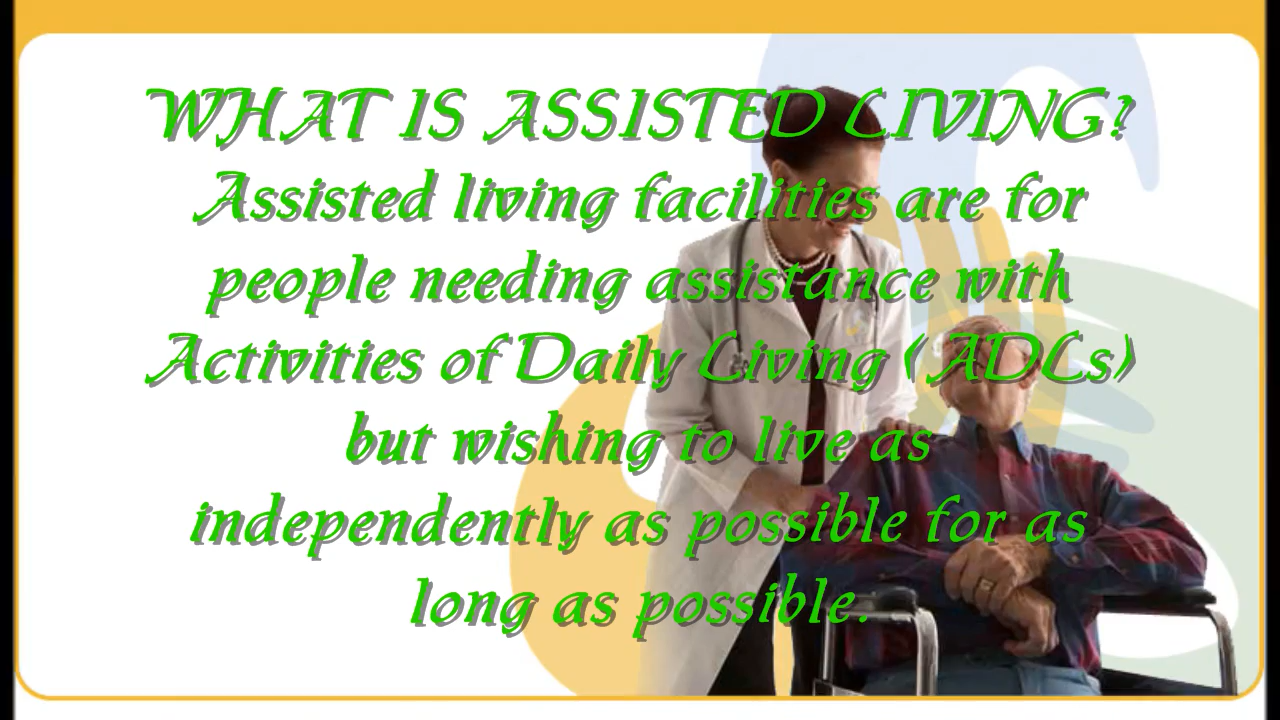 WHAT IS ASSISTED LIVING?
Assisted living facilities are for
people needing assistance with
Activities of Daily Living ( ADLs)
but wishing to live as
independently as possible for as
long as possible.